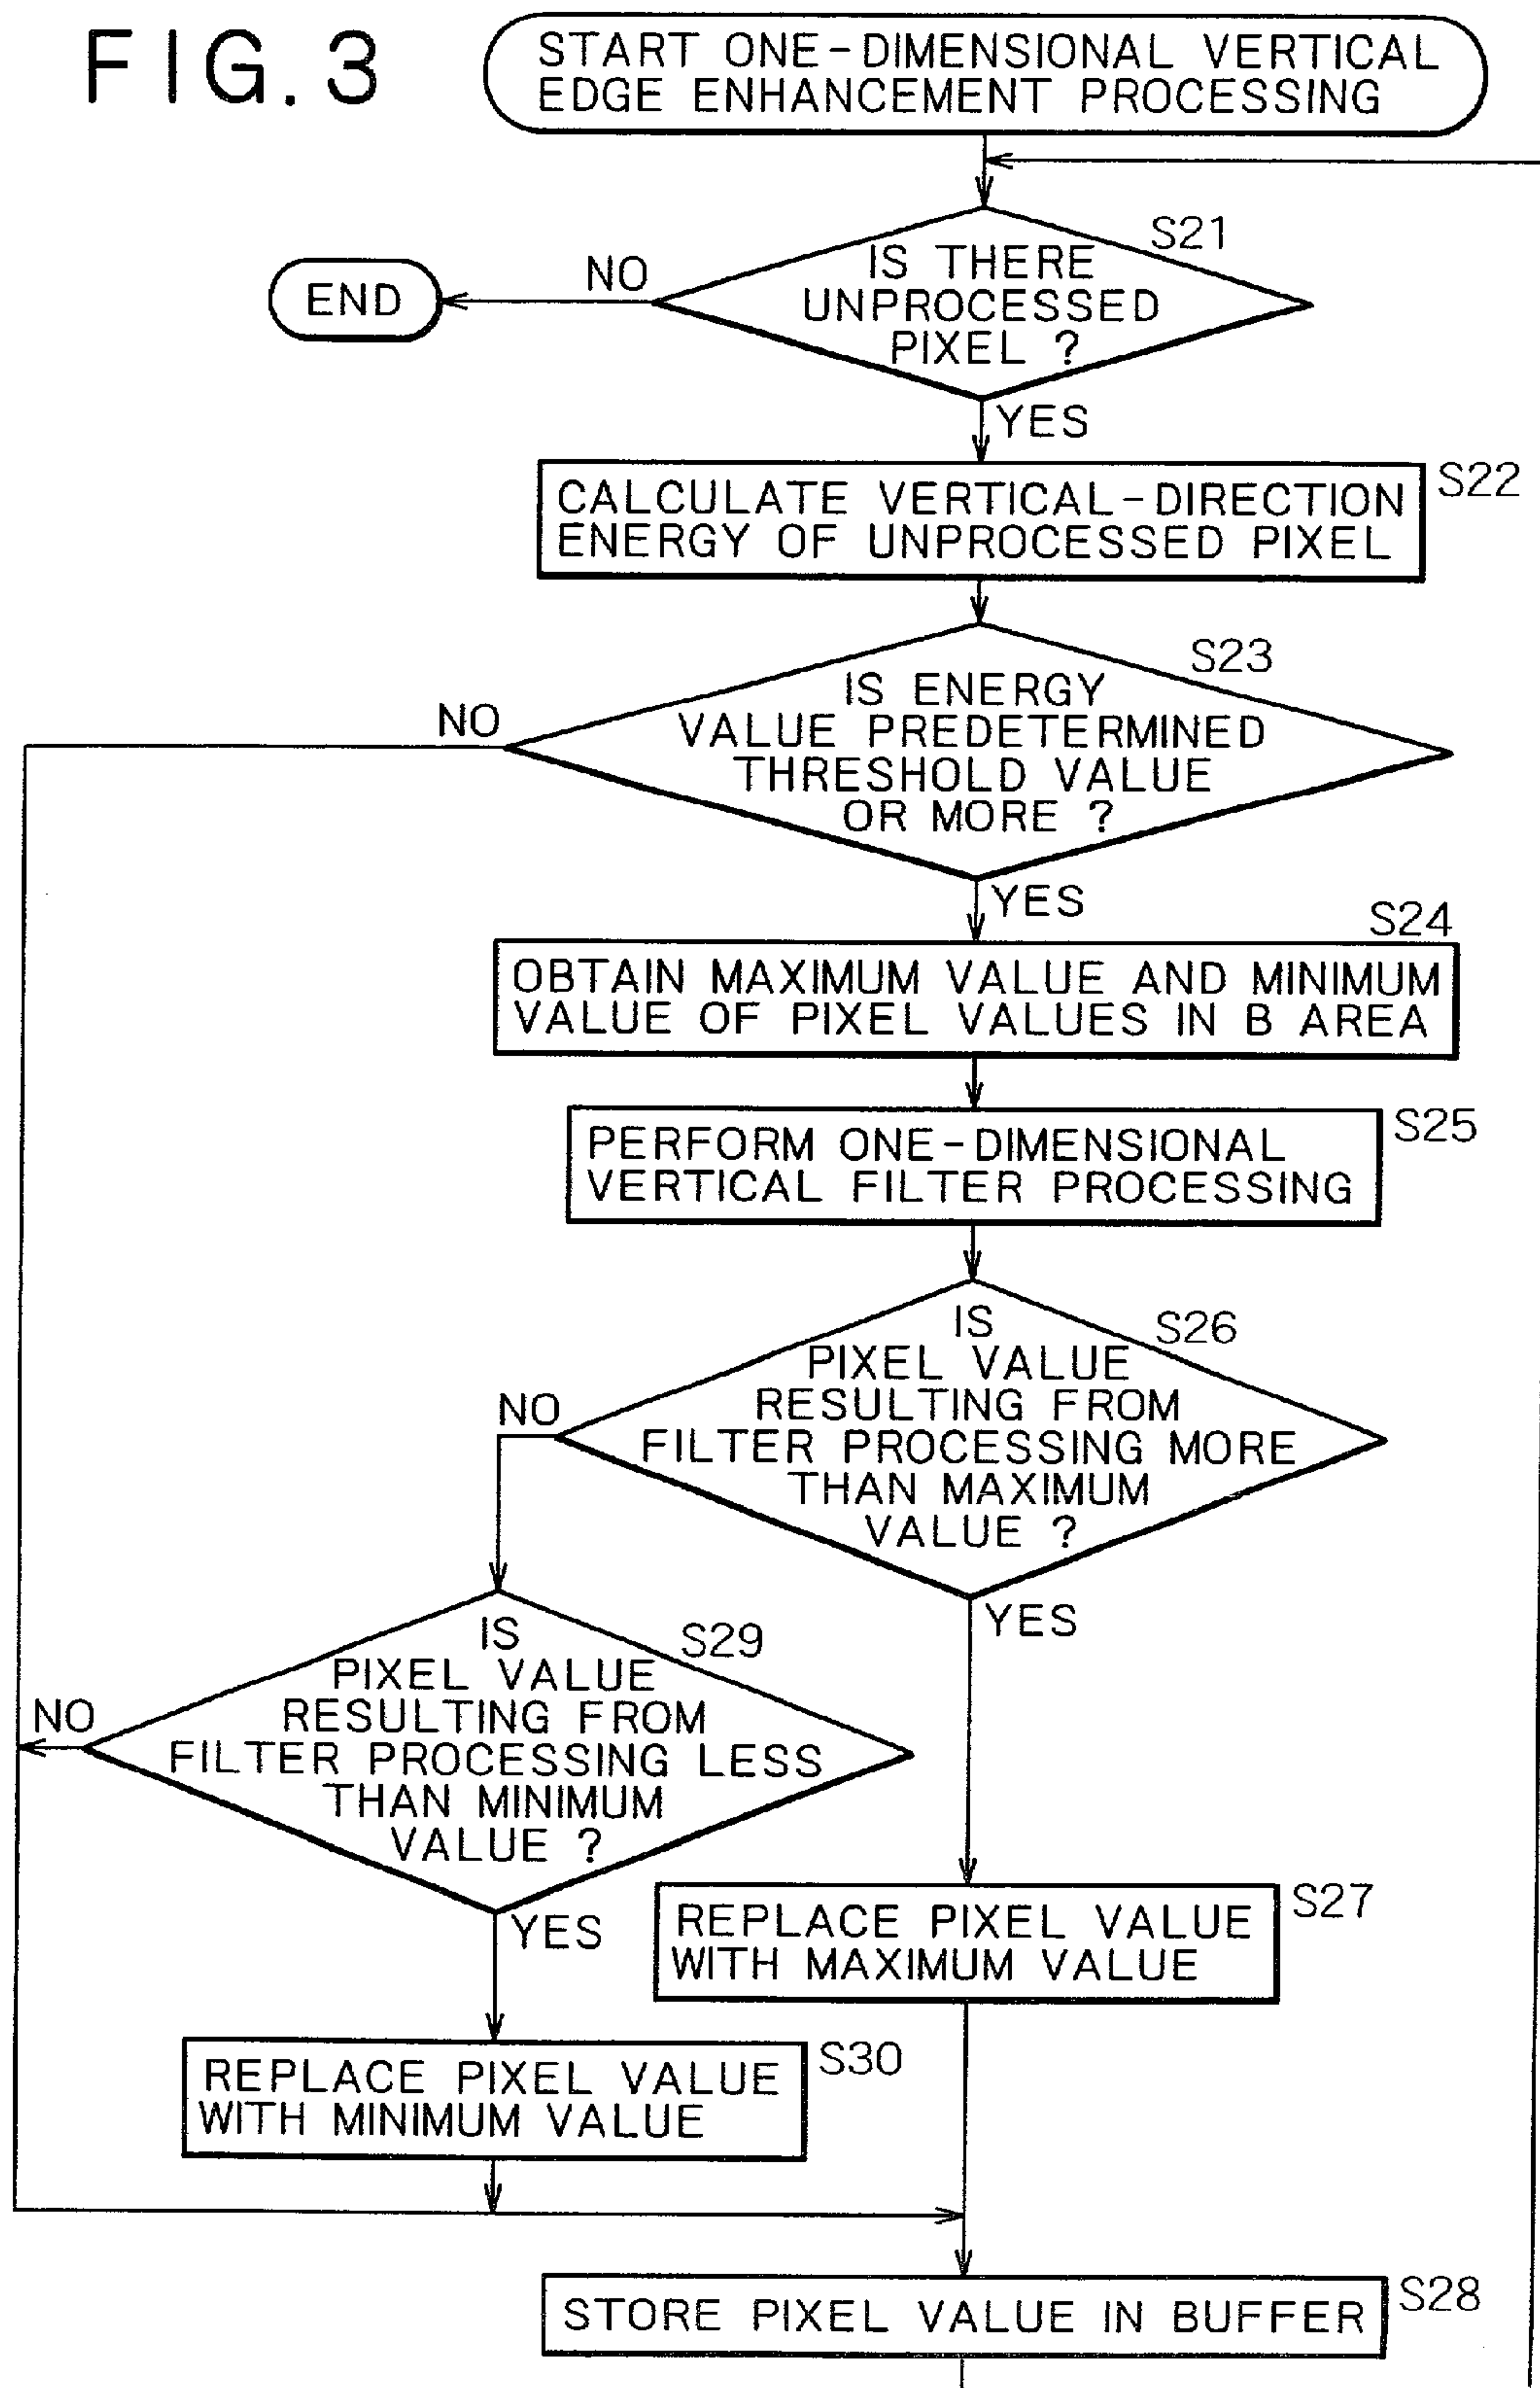 FIG. 3
START ONE-DIMENSIONAL VERTICAL
EDGE ENHANCEMENT PROCESSING
S21
IS THERE
UNPROCESSED
PIXEL ?
NO
END
YES
S22
CALCULATE VERTICAL-DIRECTION
ENERGY OF UNPROCESSED PIXEL
S23
IS ENERGY
VALUE PREDETERMINED
THRESHOLD VALUE
OR MORE ?
NO
YES
S24
OBTAIN MAXIMUM VALUE AND MINIMUM
VALUE OF PIXEL VALUES IN B AREA
S25
PERFORM ONE-DIMENSIONAL
VERTICAL FILTER PROCESSING
S26
IS
PIXEL VALUE
RESULTING FROM
FILTER PROCESSING MORE
THAN MAXIMUM
VALUE ?
NO
YES
S29
IS
PIXEL VALUE
RESULTING FROM
FILTER PROCESSING LESS
THAN MINIMUM
VALUE ?
NO
YES
S27
REPLACE PIXEL VALUE
WITH MAXIMUM VALUE
S30
REPLACE PIXEL VALUE
WITH MINIMUM VALUE
S28
STORE PIXEL VALUE IN BUFFER